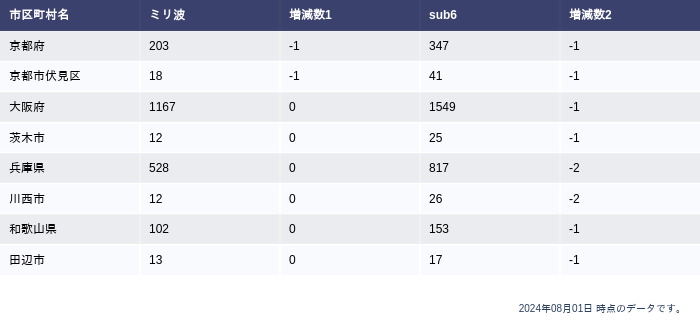 市区町村名 ミリ波 増減数1 sub6 増減数2
京都府 203 -1 347 -1
京都市伏見区 18 -1 41 -1
大阪府 1167 0 1549 -1
茨木市 12 0 25 -1
兵庫県 528 0 817 -2
川西市 12 0 26 -2
和歌山県 102 0 153 -1
田辺市 13 0 17 -1
2024年08月01日 時点のデータです。